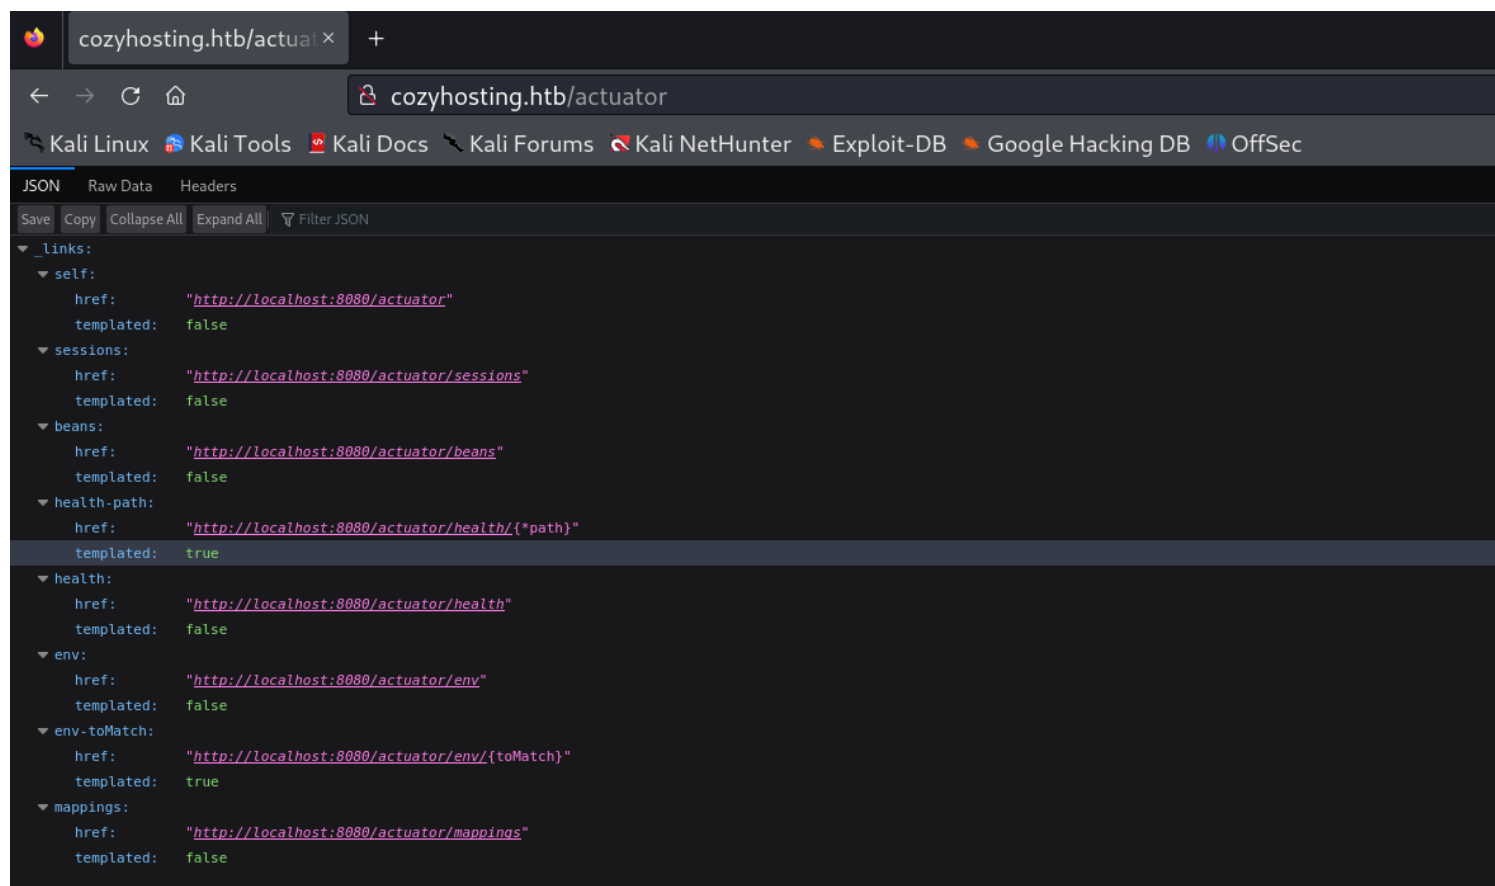 cozyhosting.htb/actuat
cozyhosting.htb/actuator
Kali Linux Kali Tools Kali Docs Kali Forums Kali NetHunter Exploit-DB Google Hacking DB OffSec
JSON Raw Data Headers
Save Copy Collapse All Expand All Filter JSON
_links:
self:
href: "http://localhost:8080/actuator"
templated: false
sessions:
href: "http://localhost:8080/actuator/sessions"
templated: false
beans:
href: "http://localhost:8080/actuator/beans"
templated: false
health-path:
href: "http://localhost:8080/actuator/health/{*path}"
templated: true
health:
href: "http://localhost:8080/actuator/health"
templated: false
env:
href: "http://localhost:8080/actuator/env"
templated: false
env-toMatch:
href: "http://localhost:8080/actuator/env/{toMatch}"
templated: true
mappings:
href: "http://localhost:8080/actuator/mappings"
templated: false